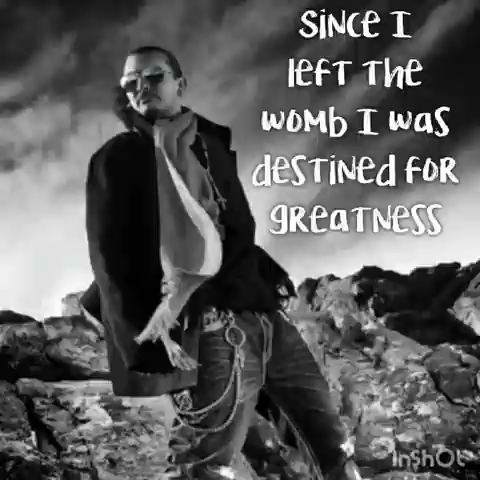 SINCE I
LEFT THE
WOMB I WAS
DESTINED FOR
GREATNESS
InShOt